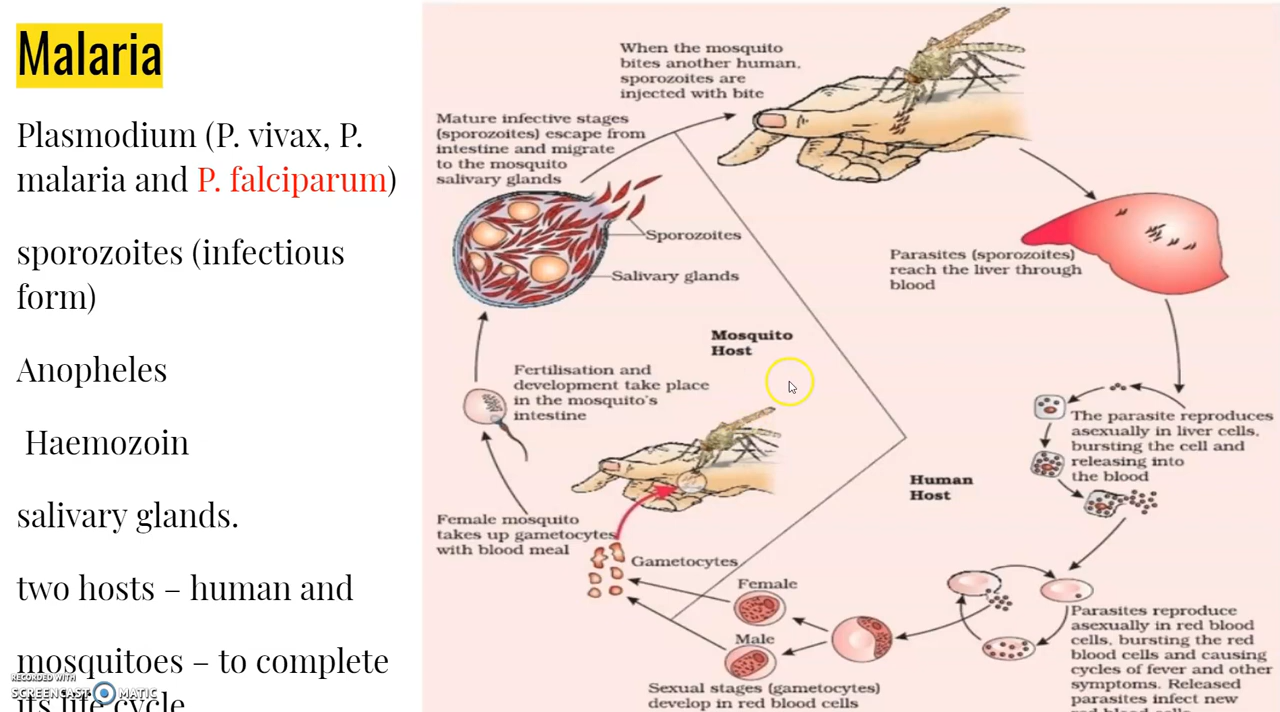 Malaria
Plasmodium (P. vivax, P.
malaria and P. falciparum)
sporozoites (infectious
form)
Anopheles
Haemozoin
salivary glands.
two hosts – human and
mosquitoes – to complete
its life cycle
RECORDED WITH
SCREENCAST MATIC
When the mosquito
bites another human,
sporozoites are
injected with bite
Mature infective stages
(sporozoites) escape from
intestine and migrate
to the mosquito
salivary glands
Sporozoites
Salivary glands
Parasites (sporozoites)
reach the liver through
blood
Mosquito
Host
Fertilisation and
development take place
in the mosquito's
intestine
The parasite reproduces
asexually in liver cells,
bursting the cell and
releasing into
the blood
Human
Host
Female mosquito
takes up gametocytes
with blood meal
Gametocytes
Female
Male
Sexual stages (gametocytes)
develop in red blood cells
Parasites reproduce
asexually in red blood
cells, bursting the red
blood cells and causing
cycles of fever and other
symptoms. Released
parasites infect new
red blood cells